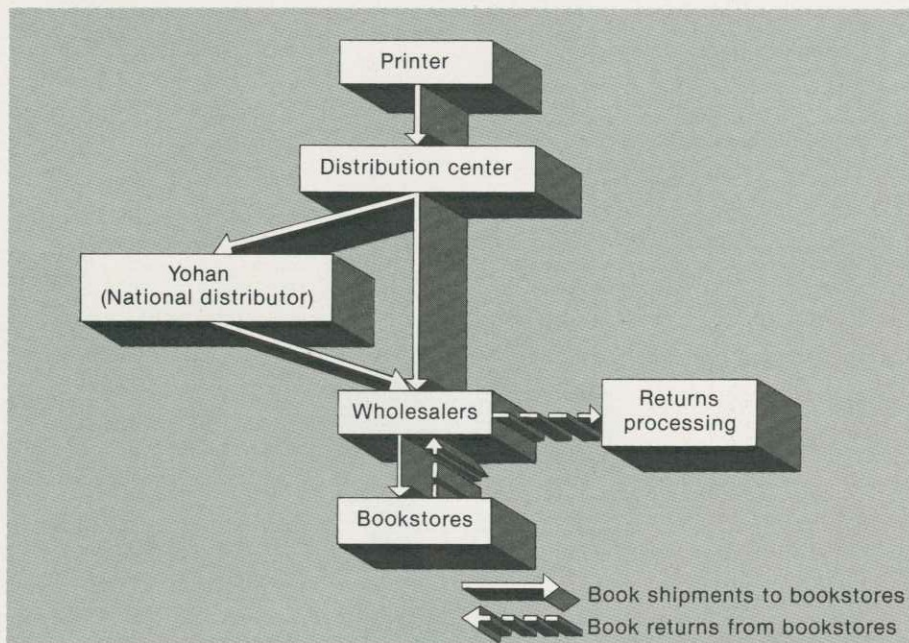 Printer
Distribution center
Yohan
(National distributor)
Wholesalers
Returns
processing
Bookstores
Book shipments to bookstores
Book returns from bookstores